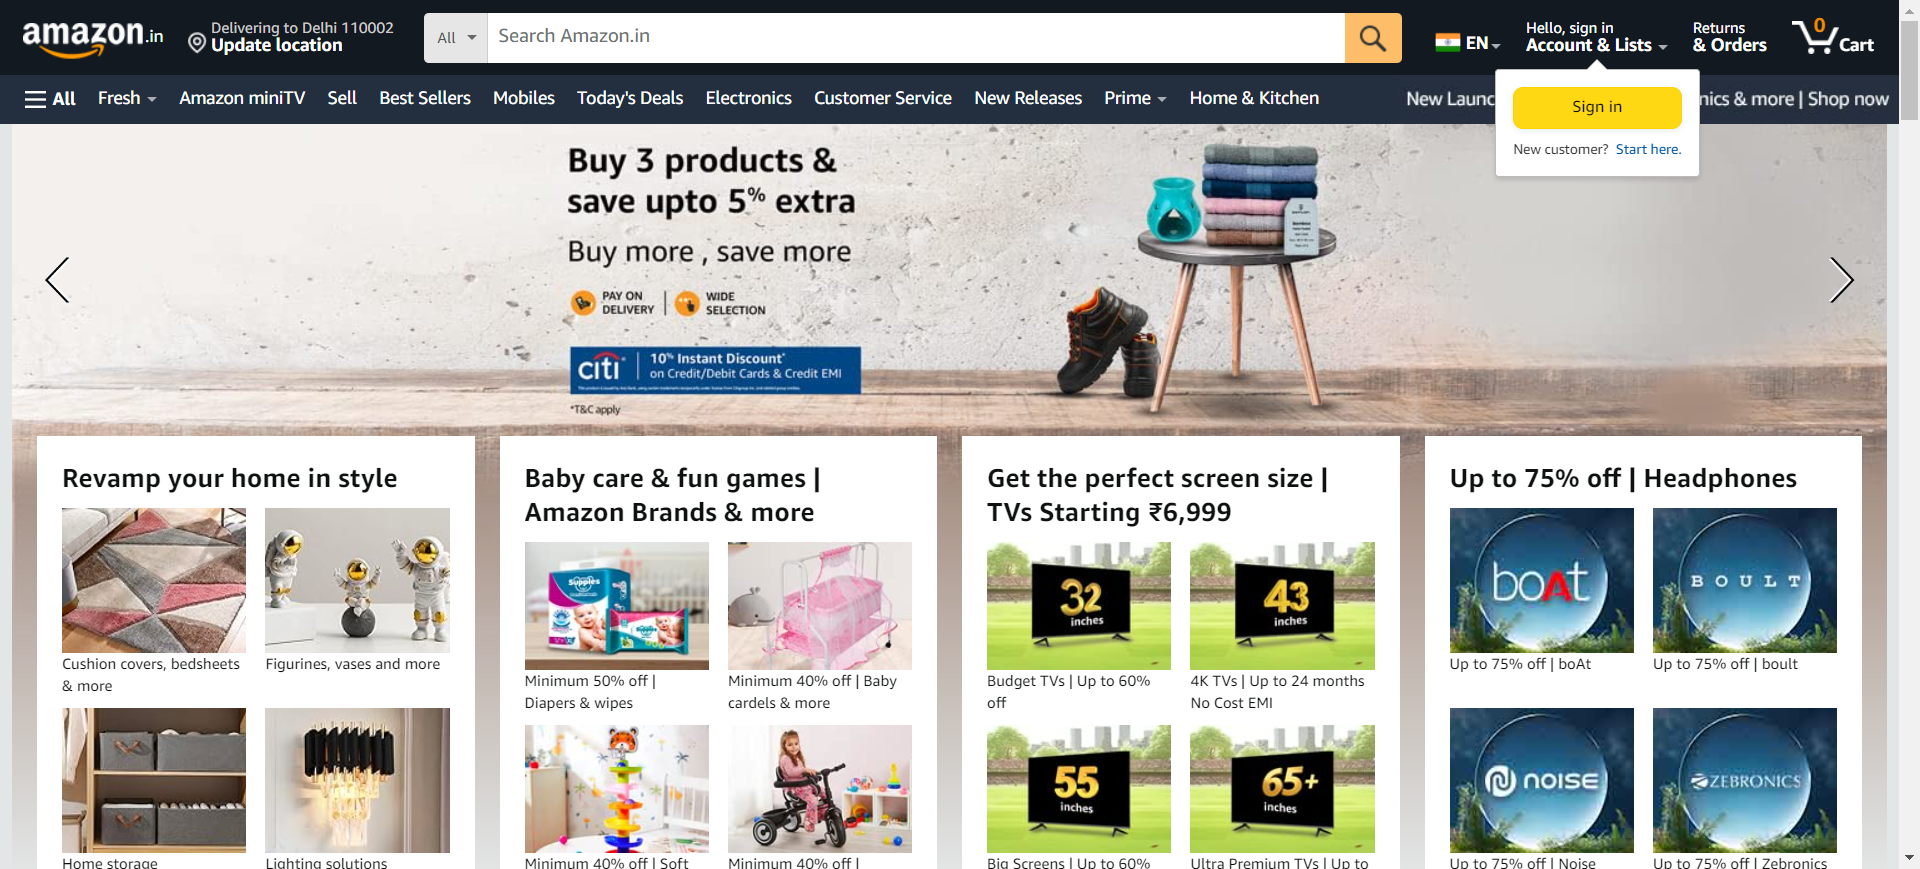 amazon.in
Delivering to Delhi 110002
Update location
All
Search Amazon.in
EN
Hello, sign in
Account & Lists
Returns
& Orders
0
Cart
All
Fresh
Amazon miniTV
Sell
Best Sellers
Mobiles
Today's Deals
Electronics
Customer Service
New Releases
Prime
Home & Kitchen
New Launc
nics & more | Shop now
Sign in
New customer? Start here.
Buy 3 products &
save upto 5% extra
Buy more , save more
PAY ON
DELIVERY
WIDE
SELECTION
citi
10% Instant Discount*
on Credit/Debit Cards & Credit EMI
*T&C apply
Revamp your home in style
Cushion covers, bedsheets
& more
Figurines, vases and more
Home storage
Lighting solutions
Baby care & fun games |
Amazon Brands & more
Supples
Minimum 50% off |
Diapers & wipes
Minimum 40% off | Baby
cardels & more
Minimum 40% off | Soft
Minimum 40% off |
Get the perfect screen size |
TVs Starting ₹6,999
32
inches
43
inches
Budget TVs | Up to 60%
off
4K TVs | Up to 24 months
No Cost EMI
55
inches
65+
inches
Big Screens | Up to 60%
Ultra Premium TVs | Up to
Up to 75% off | Headphones
boAt
BOULT
Up to 75% off | boAt
Up to 75% off | boult
NOISE
ZEBRONICS
Up to 75% off | Noise
Up to 75% off | Zebronics